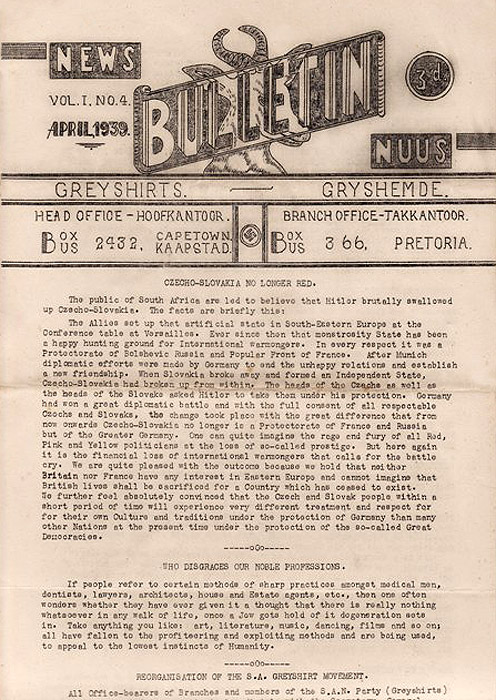 NEWS
BULLETIN
3d.
VOL.I. NO.4.
APRIL,1939.
NUUS
GREYSHIRTS. — GRYSHEMDE.
HEAD OFFICE - HOOFKANTOOR.
BOX BUS 2432, CAPETOWN. KAAPSTAD.
BRANCH OFFICE-TAKKANTOOR.
BOX BUS 366, PRETORIA.
CZECHO-SLOVAKIA NO LONGER RED.
The public of South Africa are led to believe that Hitler brutally swallowed
up Czecho-Slovakia. The facts are briefly this:
The Allies set up that artificial state in South-Eastern Europe at the
Conference table at Versailles. Ever since then that monstrosity State has been
a happy hunting ground for International warmongers. In every respect it was a
Protectorate of Bolshevic Russia and Popular Front of France. After Munich
diplomatic efforts were made by Germany to end the unhappy relations and establish
a new friendship. When Slovakia broke away and formed an Independent State,
Czecho-Slovakia had broken up from within. The heads of the Czechs as well as
the heads of the Slovaks asked Hitler to take them under his protection. Germany
had won a great diplomatic battle and with the full consent of all respectable
Czechs and Slovaks, the change took place with the great difference that from
now onwards Czecho-Slovakia no longer is a Protectorate of France and Russia
but of the Greater Germany. One can quite imagine the rage and fury of all Red,
Pink and Yellow politicians at the loss of so-called prestige. But here again
it is the financial loss of international warmongers that calls for the battle
cry. We are quite pleased with the outcome because we hold that neither
Britain nor France have any interest in Eastern Europe and cannot imagine that
British lives shall be sacrificed for a Country which has ceased to exist.
We further feel absolutely convinced that the Czech and Slovak people within a
short period of time will experience very different treatment and respect for
for their own Culture and traditions under the protection of Germany than many
other Nations at the present time under the protection of the so-called Great
Democracies.
-----o0o-----
WHO DISGRACES OUR NOBLE PROFESSIONS.
If people refer to certain methods of sharp practices amongst medical men,
dentists, lawyers, architects, house and Estate agents, etc., then one often
wonders whether they have ever given it a thought that there is really nothing
whatsoever in any walk of life, once a Jew gets hold of it degeneration sets
in. Take anything you like: art, literature, music, dancing, films and so on;
all have fallen to the profiteering and exploiting methods and are being used,
to appeal to the lowest instincts of Humanity.
-----o0o-----
REORGANISATION OF THE S.A. GREYSHIRT MOVEMENT.
All Office-bearers of Branches and members of the S.A.N. Party (Greyshirts)